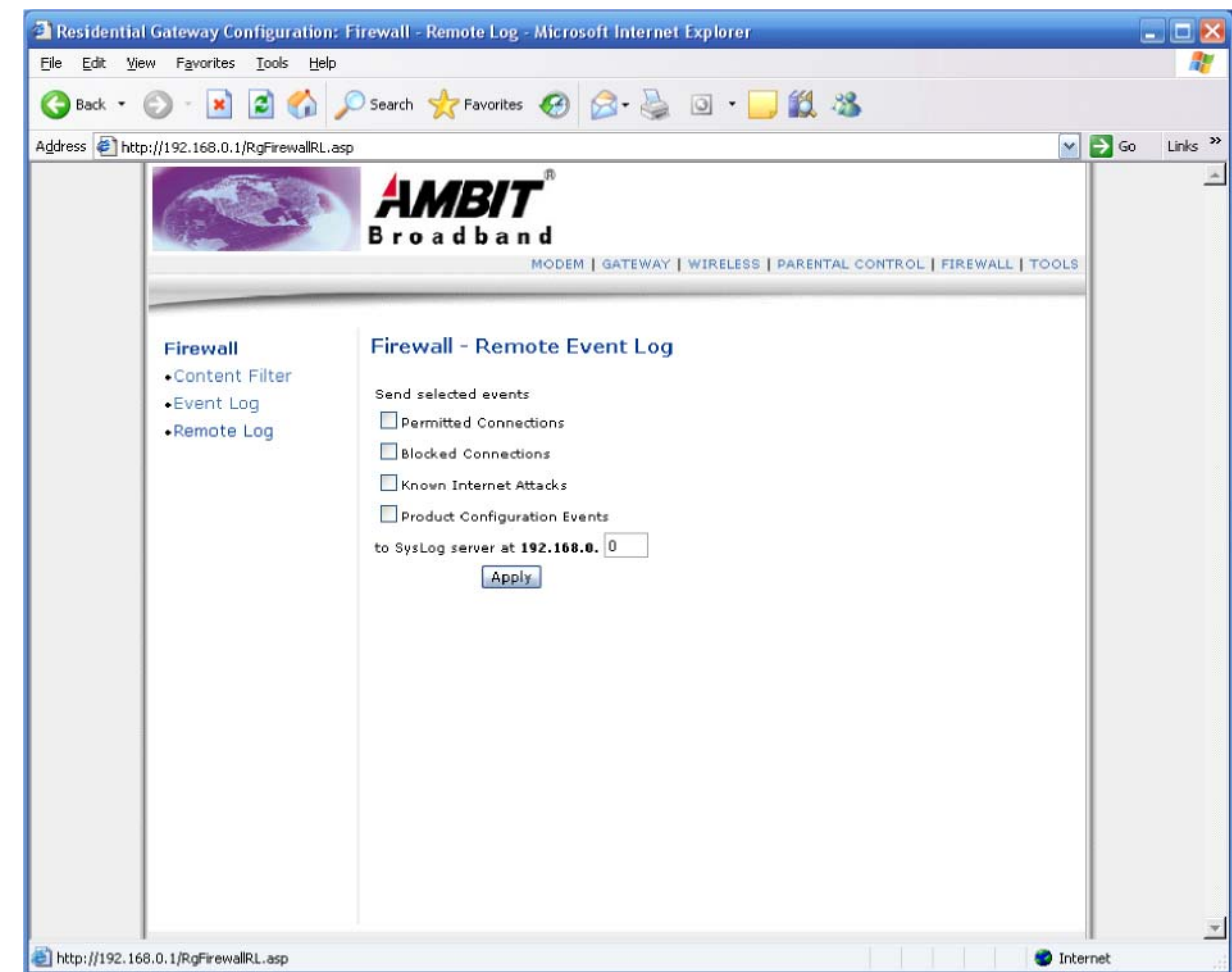 Residential Gateway Configuration: Firewall - Remote Log - Microsoft Internet Explorer
File Edit View Favorites Tools Help
Back Search Favorites
Address http://192.168.0.1/RgFirewallRL.asp Go Links »
AMBIT®
Broadband
MODEM | GATEWAY | WIRELESS | PARENTAL CONTROL | FIREWALL | TOOLS
Firewall
•Content Filter
•Event Log
•Remote Log
Firewall - Remote Event Log
Send selected events
Permitted Connections
Blocked Connections
Known Internet Attacks
Product Configuration Events
to SysLog server at 192.168.0. 0
Apply
http://192.168.0.1/RgFirewallRL.asp Internet